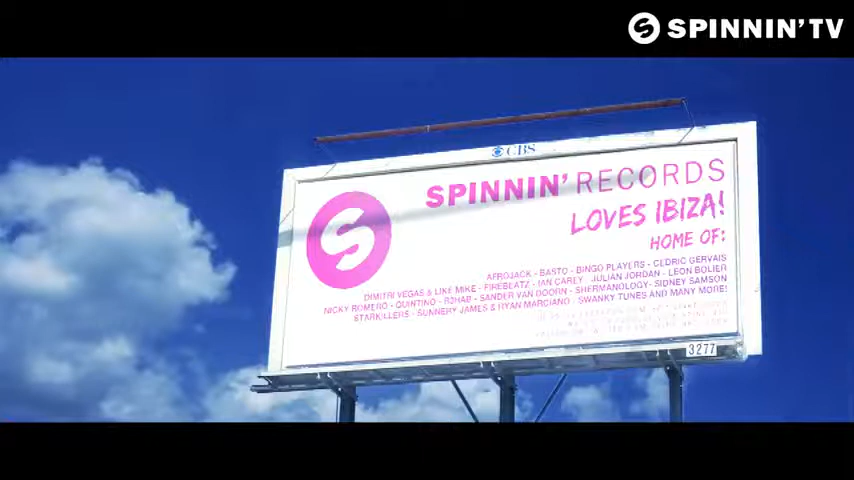 SPINNIN' TV
CBS
SPINNIN' RECORDS
LOVES IBIZA!
HOME OF:
AFROJACK - BASTO - BINGO PLAYERS - CEDRIC GERVAIS
DIMITRI VEGAS & LIKE MIKE - FIREBEATZ - IAN CAREY - JULIAN JORDAN - LEON BOLIER
NICKY ROMERO - QUINTINO - R3HAB - SANDER VAN DOORN - SHERMANOLOGY - SIDNEY SAMSON
STARKILLERS - SUNNERY JAMES & RYAN MARCIANO - SWANKY TUNES AND MANY MORE!
3277